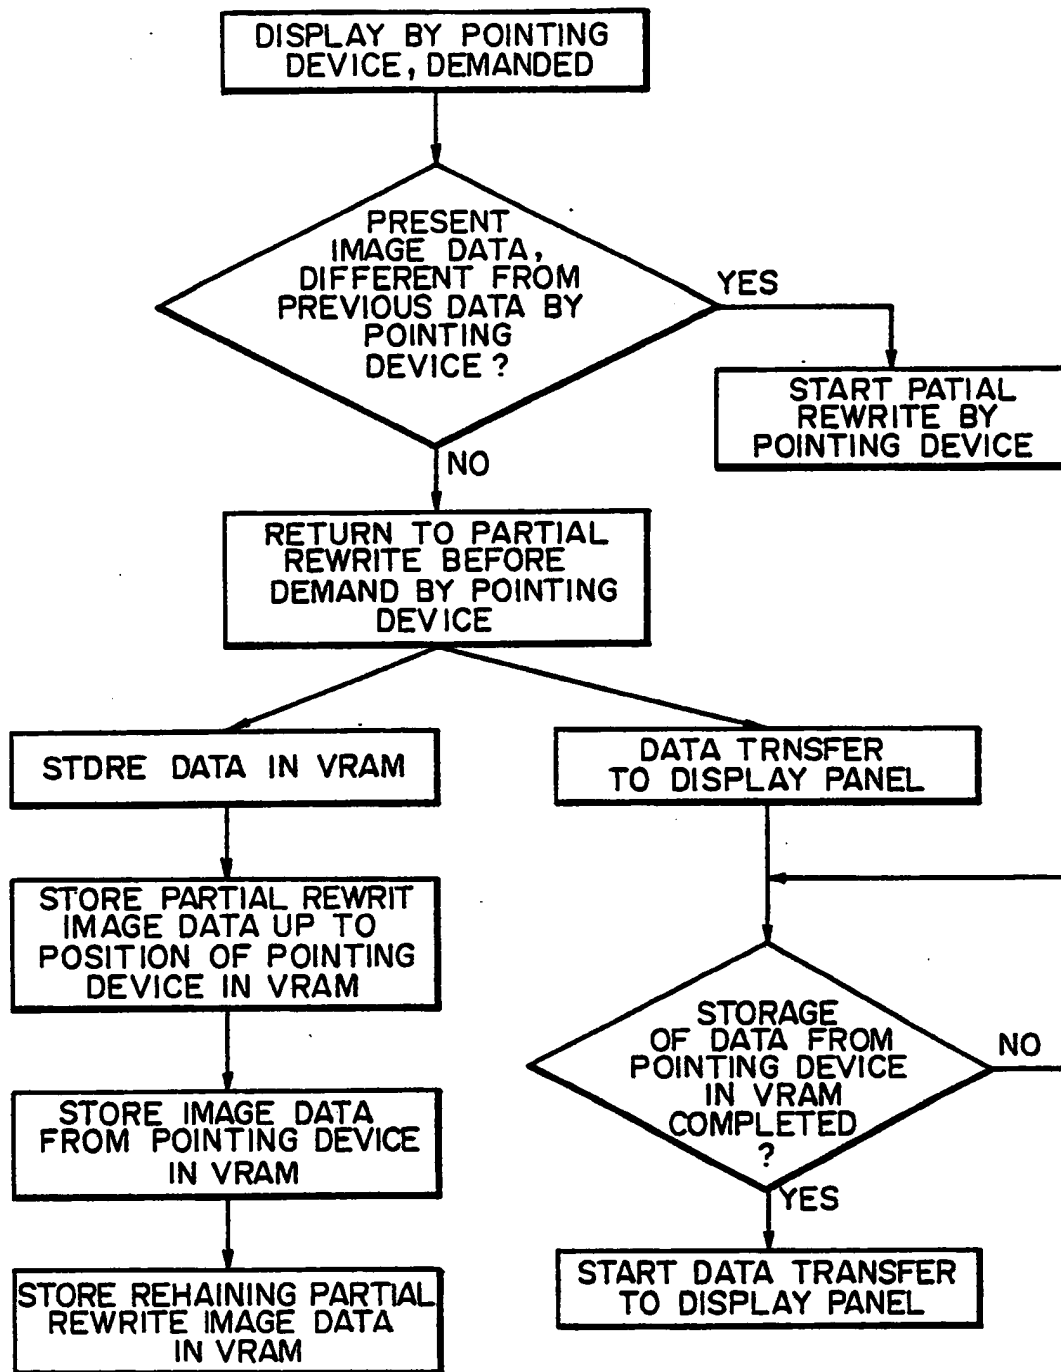 DISPLAY BY POINTING
DEVICE, DEMANDED
PRESENT
IMAGE DATA,
DIFFERENT FROM
PREVIOUS DATA BY
POINTING
DEVICE ?
YES
START PATIAL
REWRITE BY
POINTING DEVICE
NO
RETURN TO PARTIAL
REWRITE BEFORE
DEMAND BY POINTING
DEVICE
STDRE DATA IN VRAM
DATA TRNSFER
TO DISPLAY PANEL
STORE PARTIAL REWRIT
IMAGE DATA UP TO
POSITION OF POINTING
DEVICE IN VRAM
STORAGE
OF DATA FROM
POINTING DEVICE
IN VRAM
COMPLETED
?
NO
YES
STORE IMAGE DATA
FROM POINTING DEVICE
IN VRAM
START DATA TRANSFER
TO DISPLAY PANEL
STORE REHAINING PARTIAL
REWRITE IMAGE DATA
IN VRAM